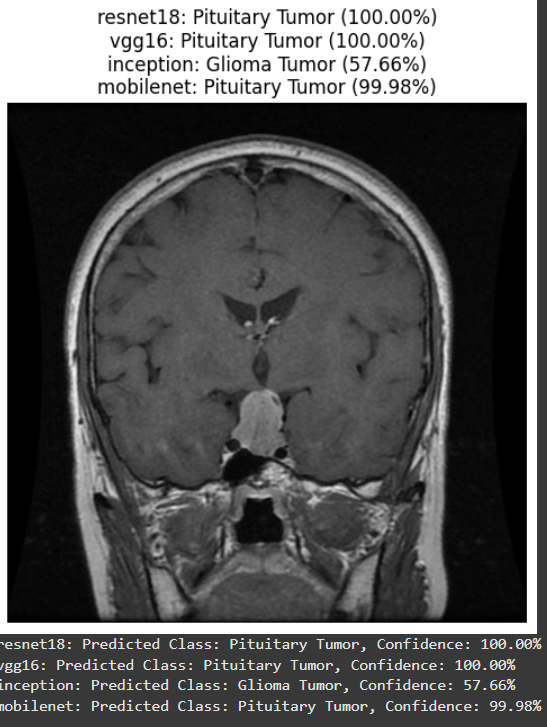 resnet18: Pituitary Tumor (100.00%)
vgg16: Pituitary Tumor (100.00%)
inception: Glioma Tumor (57.66%)
mobilenet: Pituitary Tumor (99.98%)
resnet18: Predicted Class: Pituitary Tumor, Confidence: 100.00%
vgg16: Predicted Class: Pituitary Tumor, Confidence: 100.00%
inception: Predicted Class: Glioma Tumor, Confidence: 57.66%
mobilenet: Predicted Class: Pituitary Tumor, Confidence: 99.98%